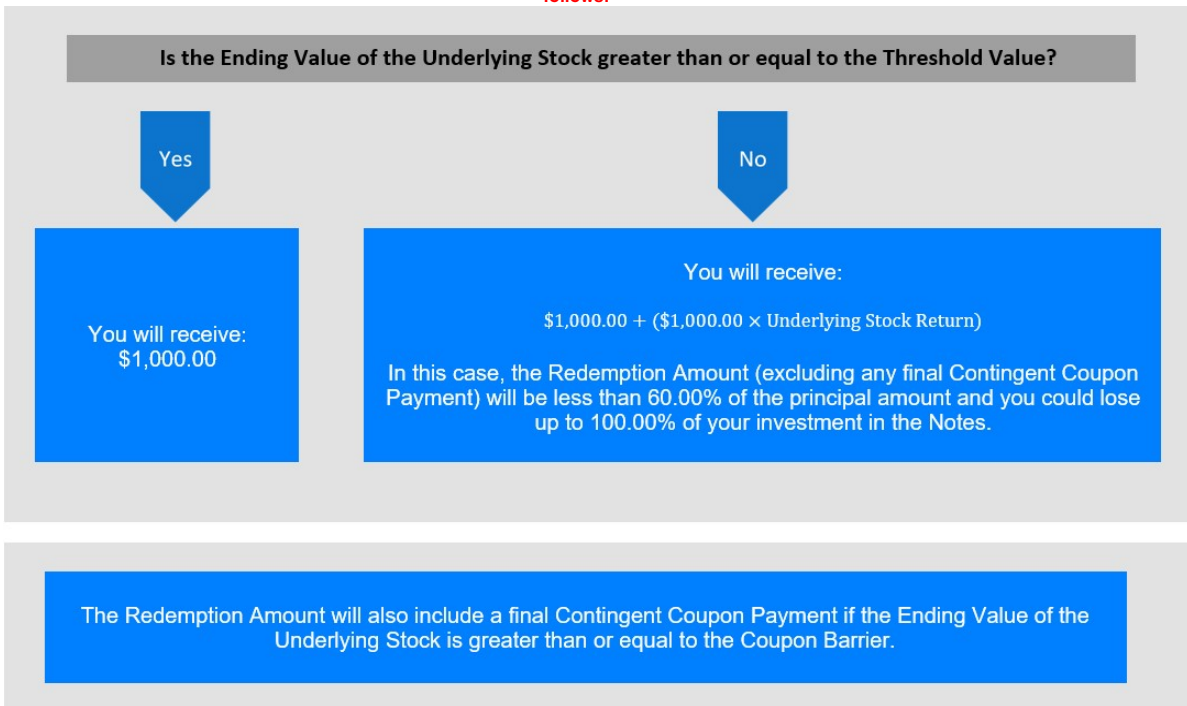 follows:
Is the Ending Value of the Underlying Stock greater than or equal to the Threshold Value?
Yes
No
You will receive:
$1,000.00
You will receive:
$1,000.00 + ($1,000.00 × Underlying Stock Return)
In this case, the Redemption Amount (excluding any final Contingent Coupon
Payment) will be less than 60.00% of the principal amount and you could lose
up to 100.00% of your investment in the Notes.
The Redemption Amount will also include a final Contingent Coupon Payment if the Ending Value of the
Underlying Stock is greater than or equal to the Coupon Barrier.